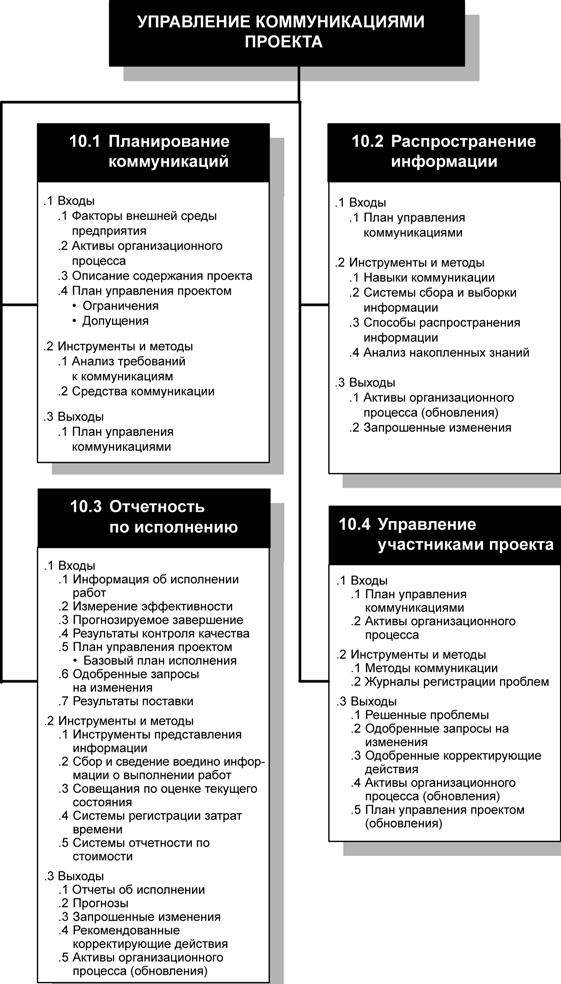 УПРАВЛЕНИЕ КОММУНИКАЦИЯМИ
ПРОЕКТА
10.1 Планирование
коммуникаций
.1 Входы
.1 Факторы внешней среды
предприятия
.2 Активы организационного
процесса
.3 Описание содержания проекта
.4 План управления проектом
• Ограничения
• Допущения
.2 Инструменты и методы
.1 Анализ требований
к коммуникациям
.2 Средства коммуникации
.3 Выходы
.1 План управления
коммуникациями
10.2 Распространение
информации
.1 Входы
.1 План управления
коммуникациями
.2 Инструменты и методы
.1 Навыки коммуникации
.2 Системы сбора и выборки
информации
.3 Способы распространения
информации
.4 Анализ накопленных знаний
.3 Выходы
.1 Активы организационного
процесса (обновления)
.2 Запрошенные изменения
10.3 Отчетность
по исполнению
.1 Входы
.1 Информация об исполнении
работ
.2 Измерение эффективности
.3 Прогнозируемое завершение
.4 Результаты контроля качества
.5 План управления проектом
• Базовый план исполнения
.6 Одобренные запросы
на изменения
.7 Результаты поставки
.2 Инструменты и методы
.1 Инструменты представления
информации
.2 Сбор и сведение воедино инфор-
мации о выполнении работ
.3 Совещания по оценке текущего
состояния
.4 Системы регистрации затрат
времени
.5 Системы отчетности по
стоимости
.3 Выходы
.1 Отчеты об исполнении
.2 Прогнозы
.3 Запрошенные изменения
.4 Рекомендованные
корректирующие действия
.5 Активы организационного
процесса (обновления)
10.4 Управление
участниками проекта
.1 Входы
.1 План управления
коммуникациями
.2 Активы организационного
процесса
.2 Инструменты и методы
.1 Методы коммуникации
.2 Журналы регистрации проблем
.3 Выходы
.1 Решенные проблемы
.2 Одобренные запросы на
изменения
.3 Одобренные корректирующие
действия
.4 Активы организационного
процесса (обновления)
.5 План управления проектом
(обновления)